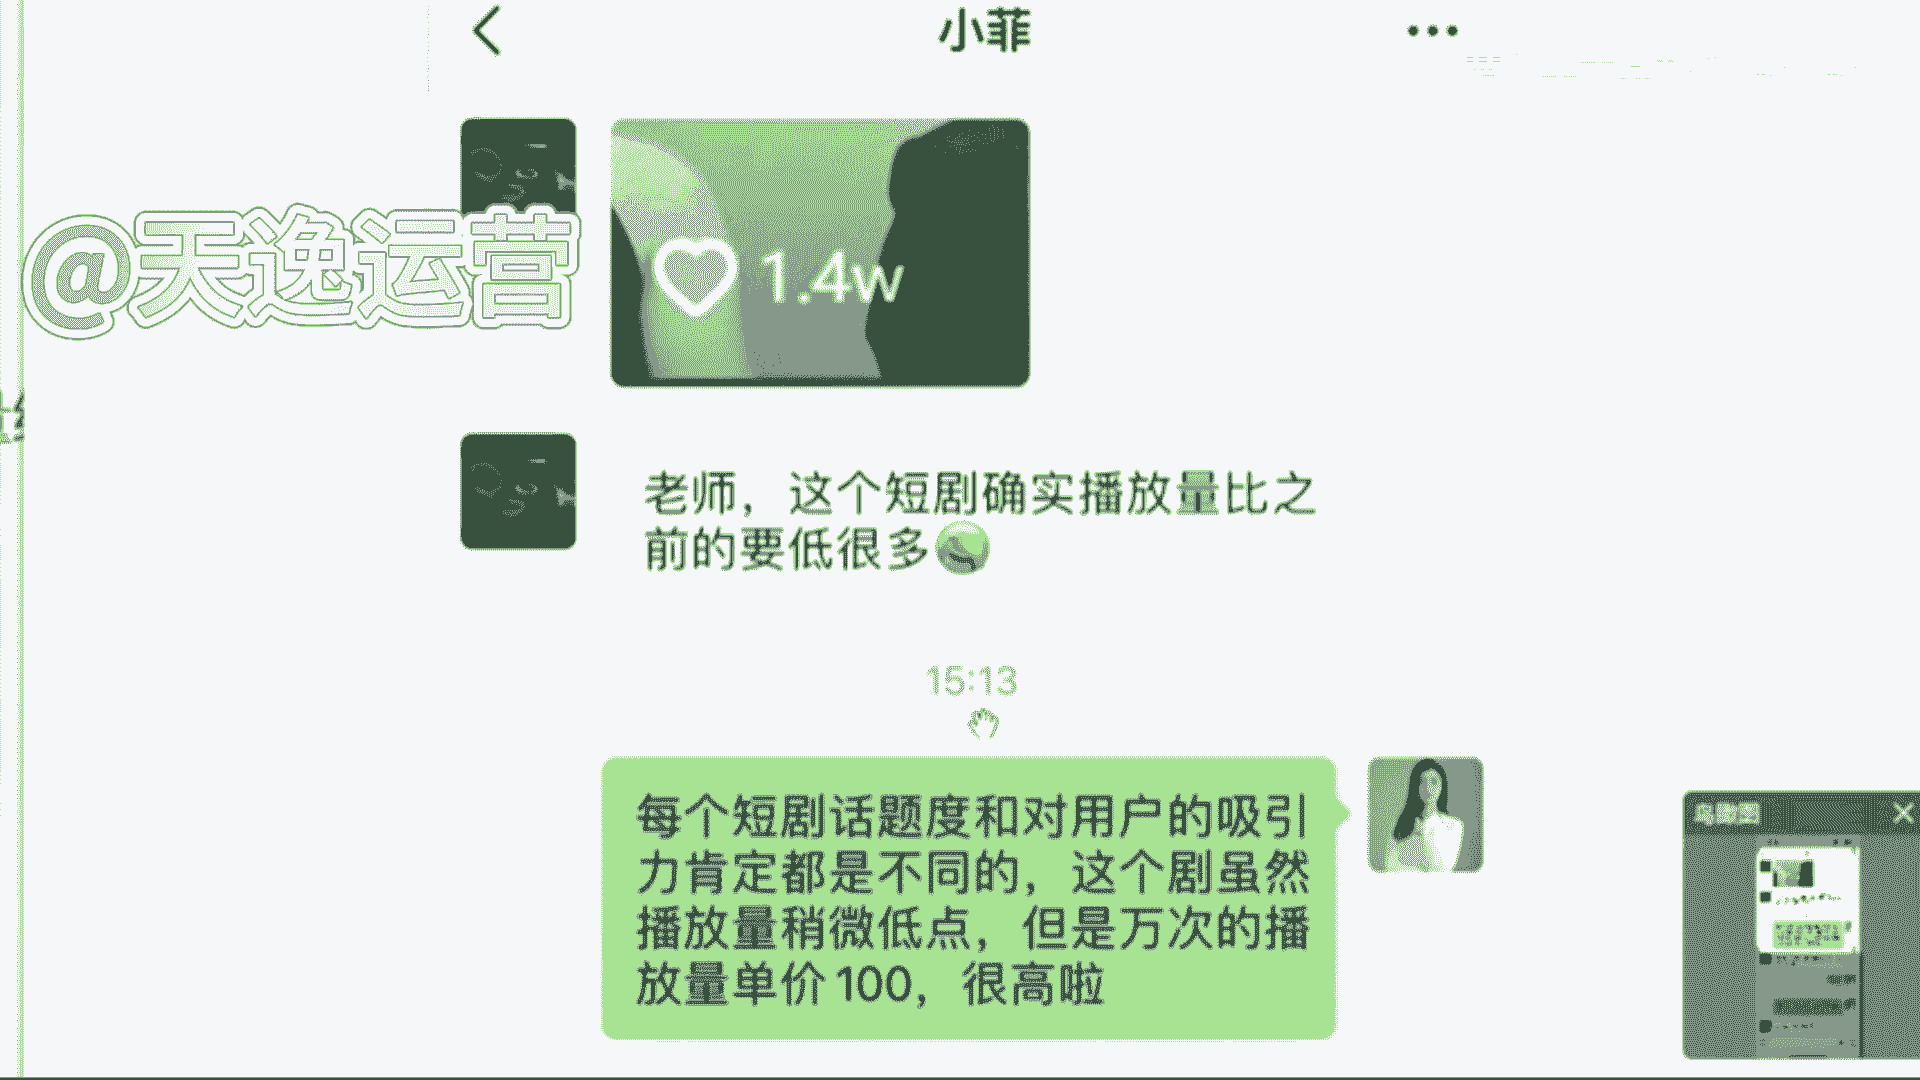 小菲
@天逸运营
1.4w
老师，这个短剧确实播放量比之
前的要低很多
15:13
每个短剧话题度和对用户的吸引
力肯定都是不同的，这个剧虽然
播放量稍微低点，但是万次的播
放量单价100，很高啦
鸟瞰图